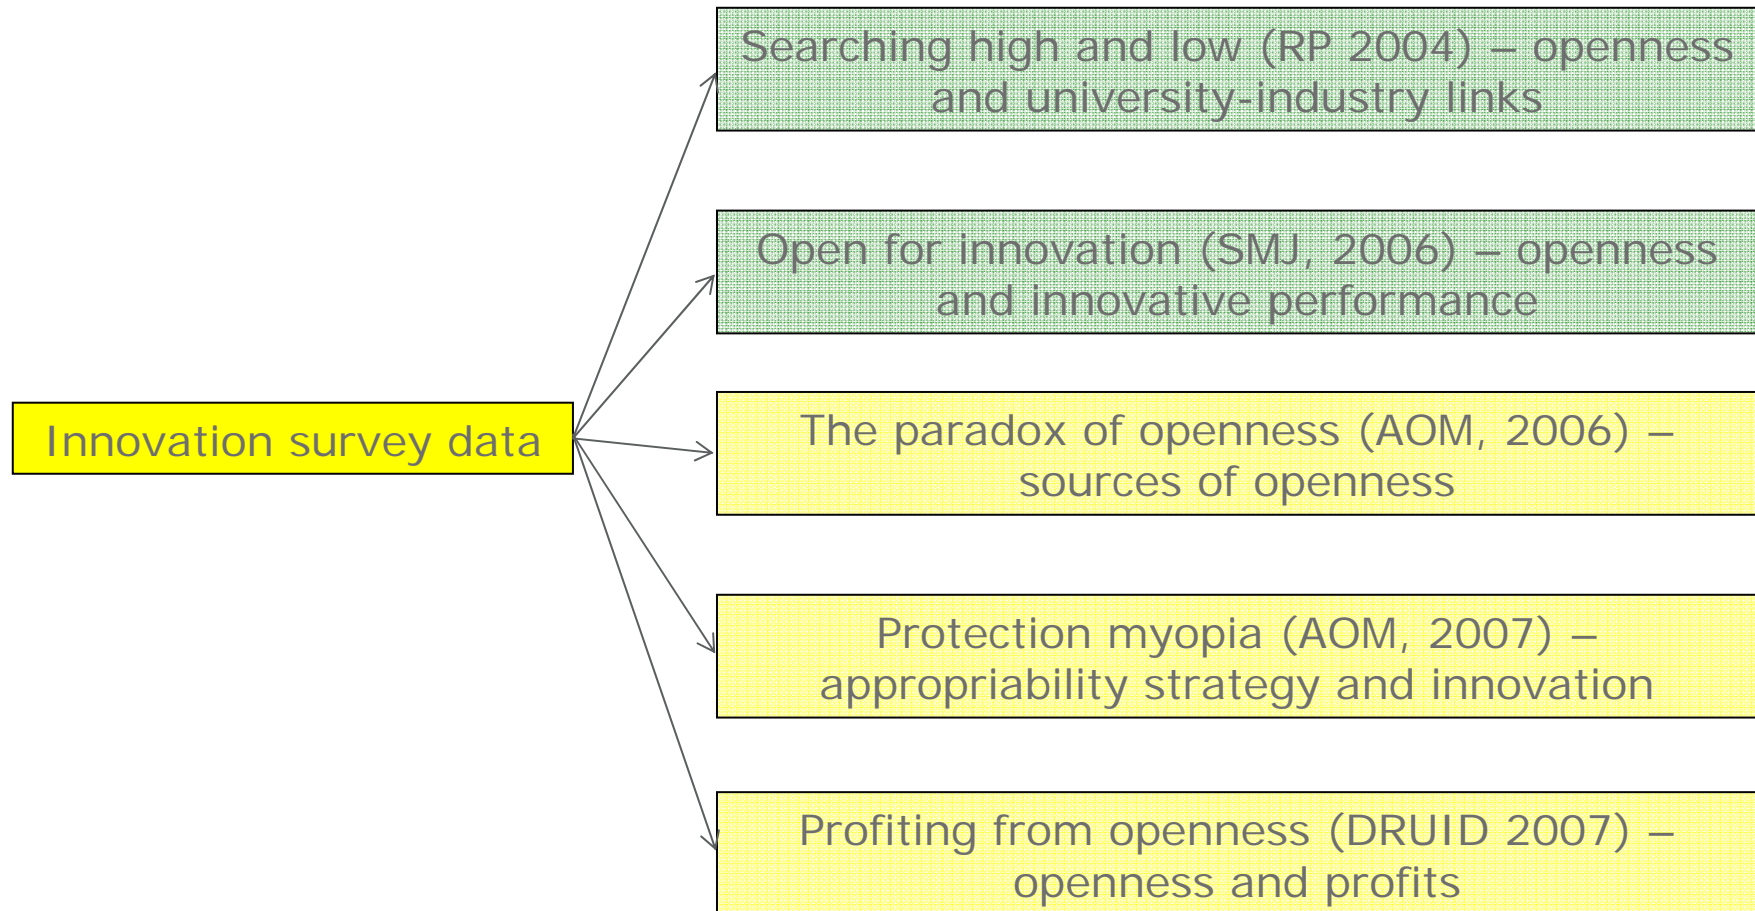 Searching high and low (RP 2004) – openness
and university-industry links
Open for innovation (SMJ, 2006) – openness
and innovative performance
Innovation survey data
The paradox of openness (AOM, 2006) –
sources of openness
Protection myopia (AOM, 2007) –
appropriability strategy and innovation
Profiting from openness (DRUID 2007) –
openness and profits